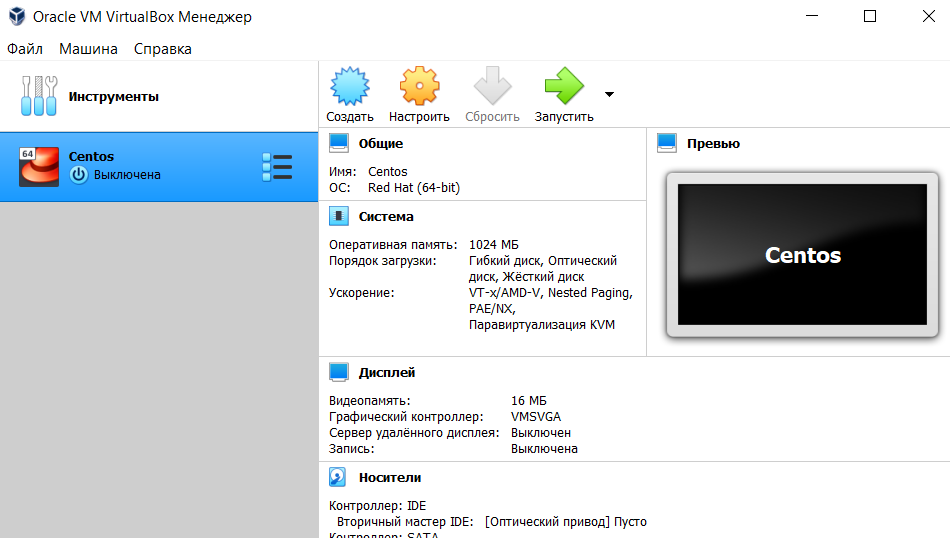 Oracle VM VirtualBox Менеджер
Файл Машина Справка
Инструменты
64
Centos
Выключена
Создать Настроить Сбросить Запустить
Общие
Имя: Centos
ОС: Red Hat (64-bit)
Превью
Centos
Система
Оперативная память: 1024 МБ
Порядок загрузки: Гибкий диск, Оптический
диск, Жёсткий диск
Ускорение: VT-x/AMD-V, Nested Paging,
PAE/NX,
Паравиртуализация KVM
Дисплей
Видеопамять: 16 МБ
Графический контроллер: VMSVGA
Сервер удалённого дисплея: Выключен
Запись: Выключена
Носители
Контроллер: IDE
Вторичный мастер IDE: [Оптический привод] Пусто
Контроллер: SATA